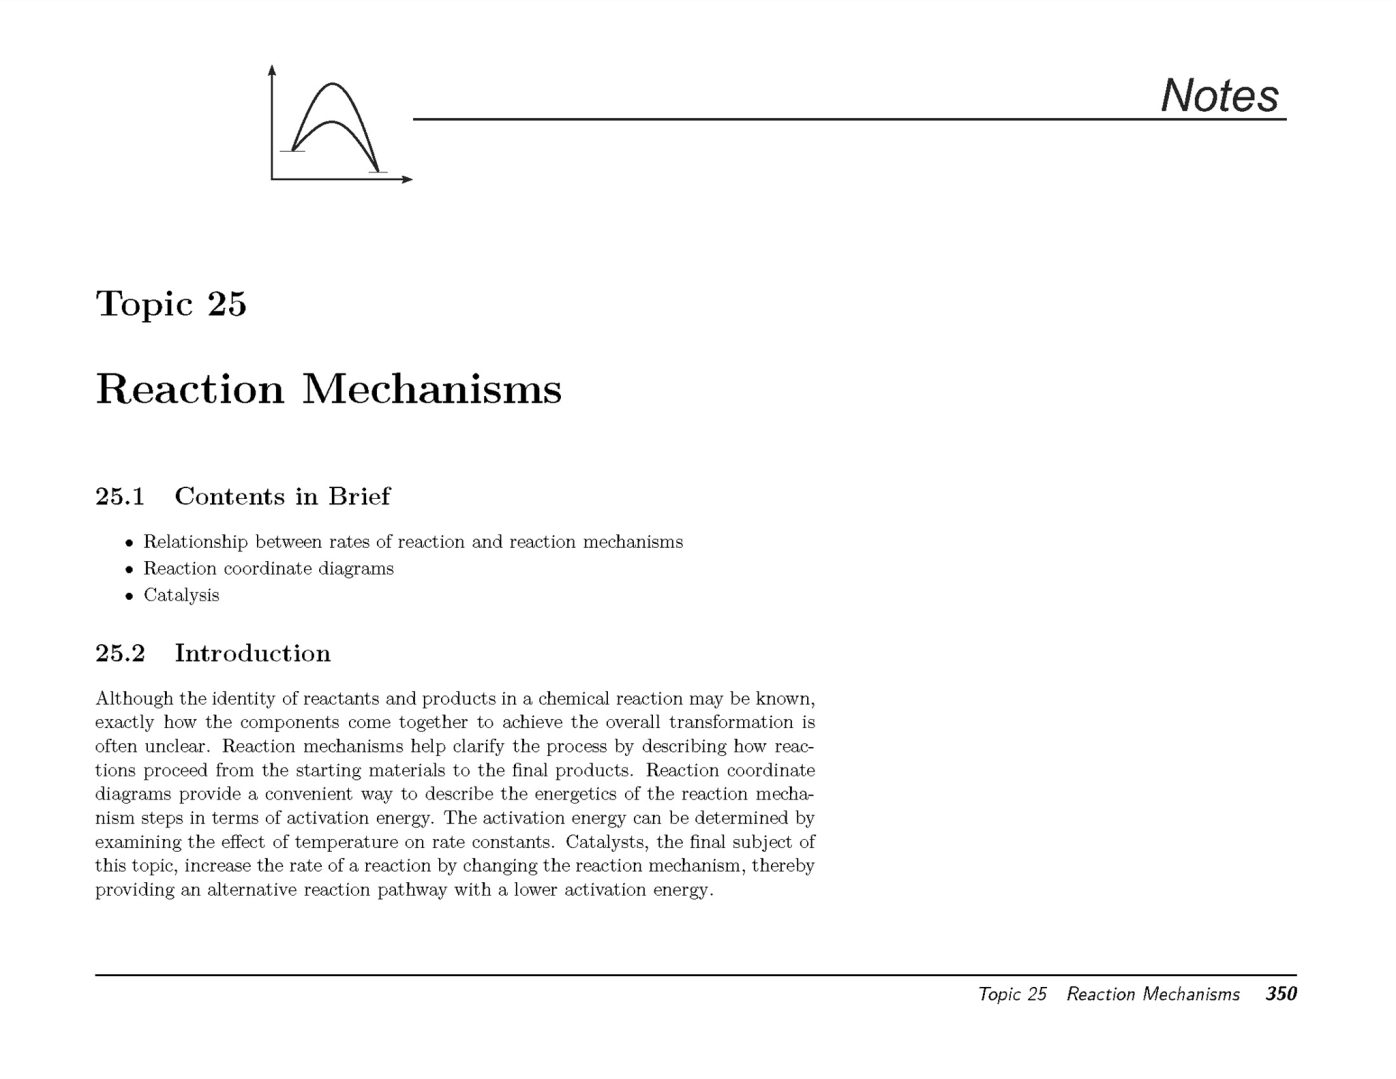 Notes
Topic 25
Reaction Mechanisms
25.1 Contents in Brief
• Relationship between rates of reaction and reaction mechanisms
• Reaction coordinate diagrams
• Catalysis
25.2 Introduction
Although the identity of reactants and products in a chemical reaction may be known,
exactly how the components come together to achieve the overall transformation is
often unclear. Reaction mechanisms help clarify the process by describing how reac-
tions proceed from the starting materials to the final products. Reaction coordinate
diagrams provide a convenient way to describe the energetics of the reaction mecha-
nism steps in terms of activation energy. The activation energy can be determined by
examining the effect of temperature on rate constants. Catalysts, the final subject of
this topic, increase the rate of a reaction by changing the reaction mechanism, thereby
providing an alternative reaction pathway with a lower activation energy.
Topic 25 Reaction Mechanisms 350